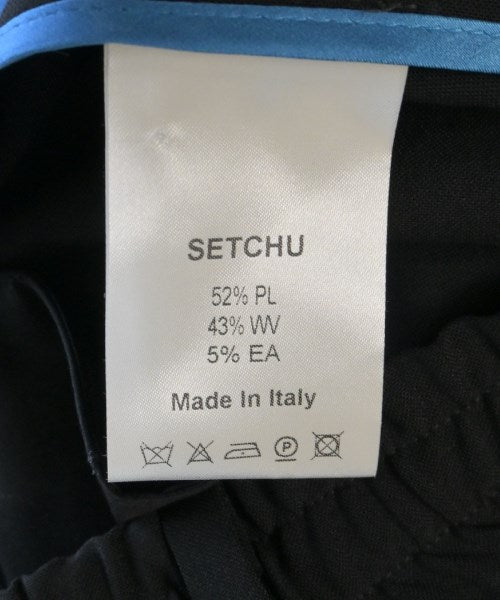 SETCHU
52% PL
43% WV
5% EA
Made In Italy
P